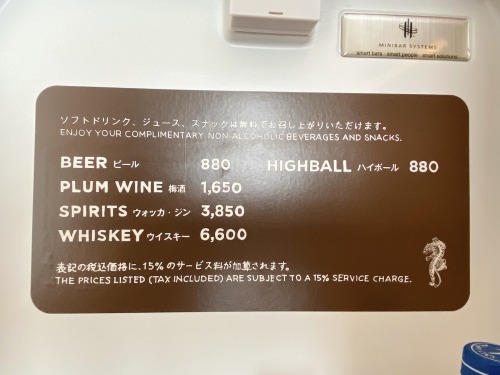 MINIBAR SYSTEMS
smart bars smart people smart solutions
ソフトドリンク、ジュース、スナックは無料でお召し上がりいただけます。
ENJOY YOUR COMPLIMENTARY NON-ALCOHOLIC BEVERAGES AND SNACKS.
BEER ビール 880 HIGHBALL ハイボール 880
PLUM WINE 梅酒 1,650
SPIRITS ウォッカ・ジン 3,850
WHISKEY ウイスキー 6,600
表記の税込価格に、15%のサービス料が加算されます。
THE PRICES LISTED (TAX INCLUDED) ARE SUBJECT TO A 15% SERVICE CHARGE.